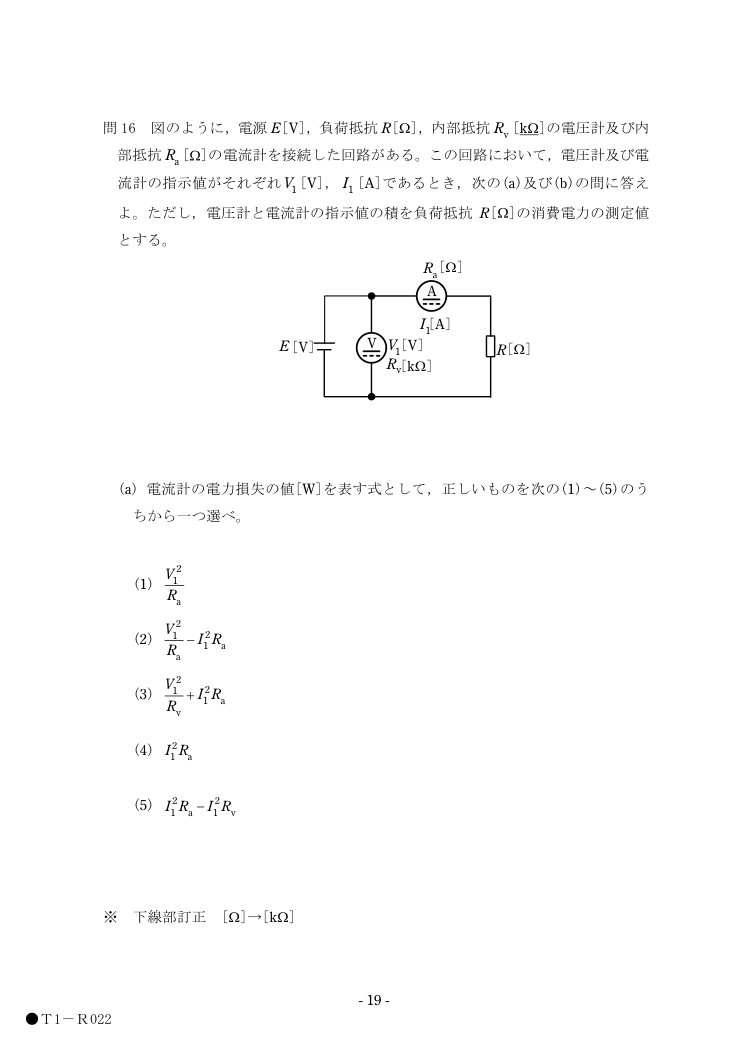 問16　図のように，電源E[V]，負荷抵抗R[Ω]，内部抵抗Rv [kΩ]の電圧計及び内
部抵抗Ra [Ω]の電流計を接続した回路がある。この回路において，電圧計及び電
流計の指示値がそれぞれV1 [V]，I1 [A]であるとき，次の(a)及び(b)の問に答え
よ。ただし，電圧計と電流計の指示値の積を負荷抵抗 R[Ω]の消費電力の測定値
とする。
Ra[Ω]
A
I1[A]
E[V]
V
V1[V]
Rv[kΩ]
R[Ω]
(a) 電流計の電力損失の値[W]を表す式として，正しいものを次の(1)～(5)のう
ちから一つ選べ。
(1) V1²/Ra
(2) V1²/Ra－I1²Ra
(3) V1²/Rv＋I1²Ra
(4) I1²Ra
(5) I1²Ra－I1²Rv
※　下線部訂正　[Ω]→[kΩ]
- 19 -
●T1－R022